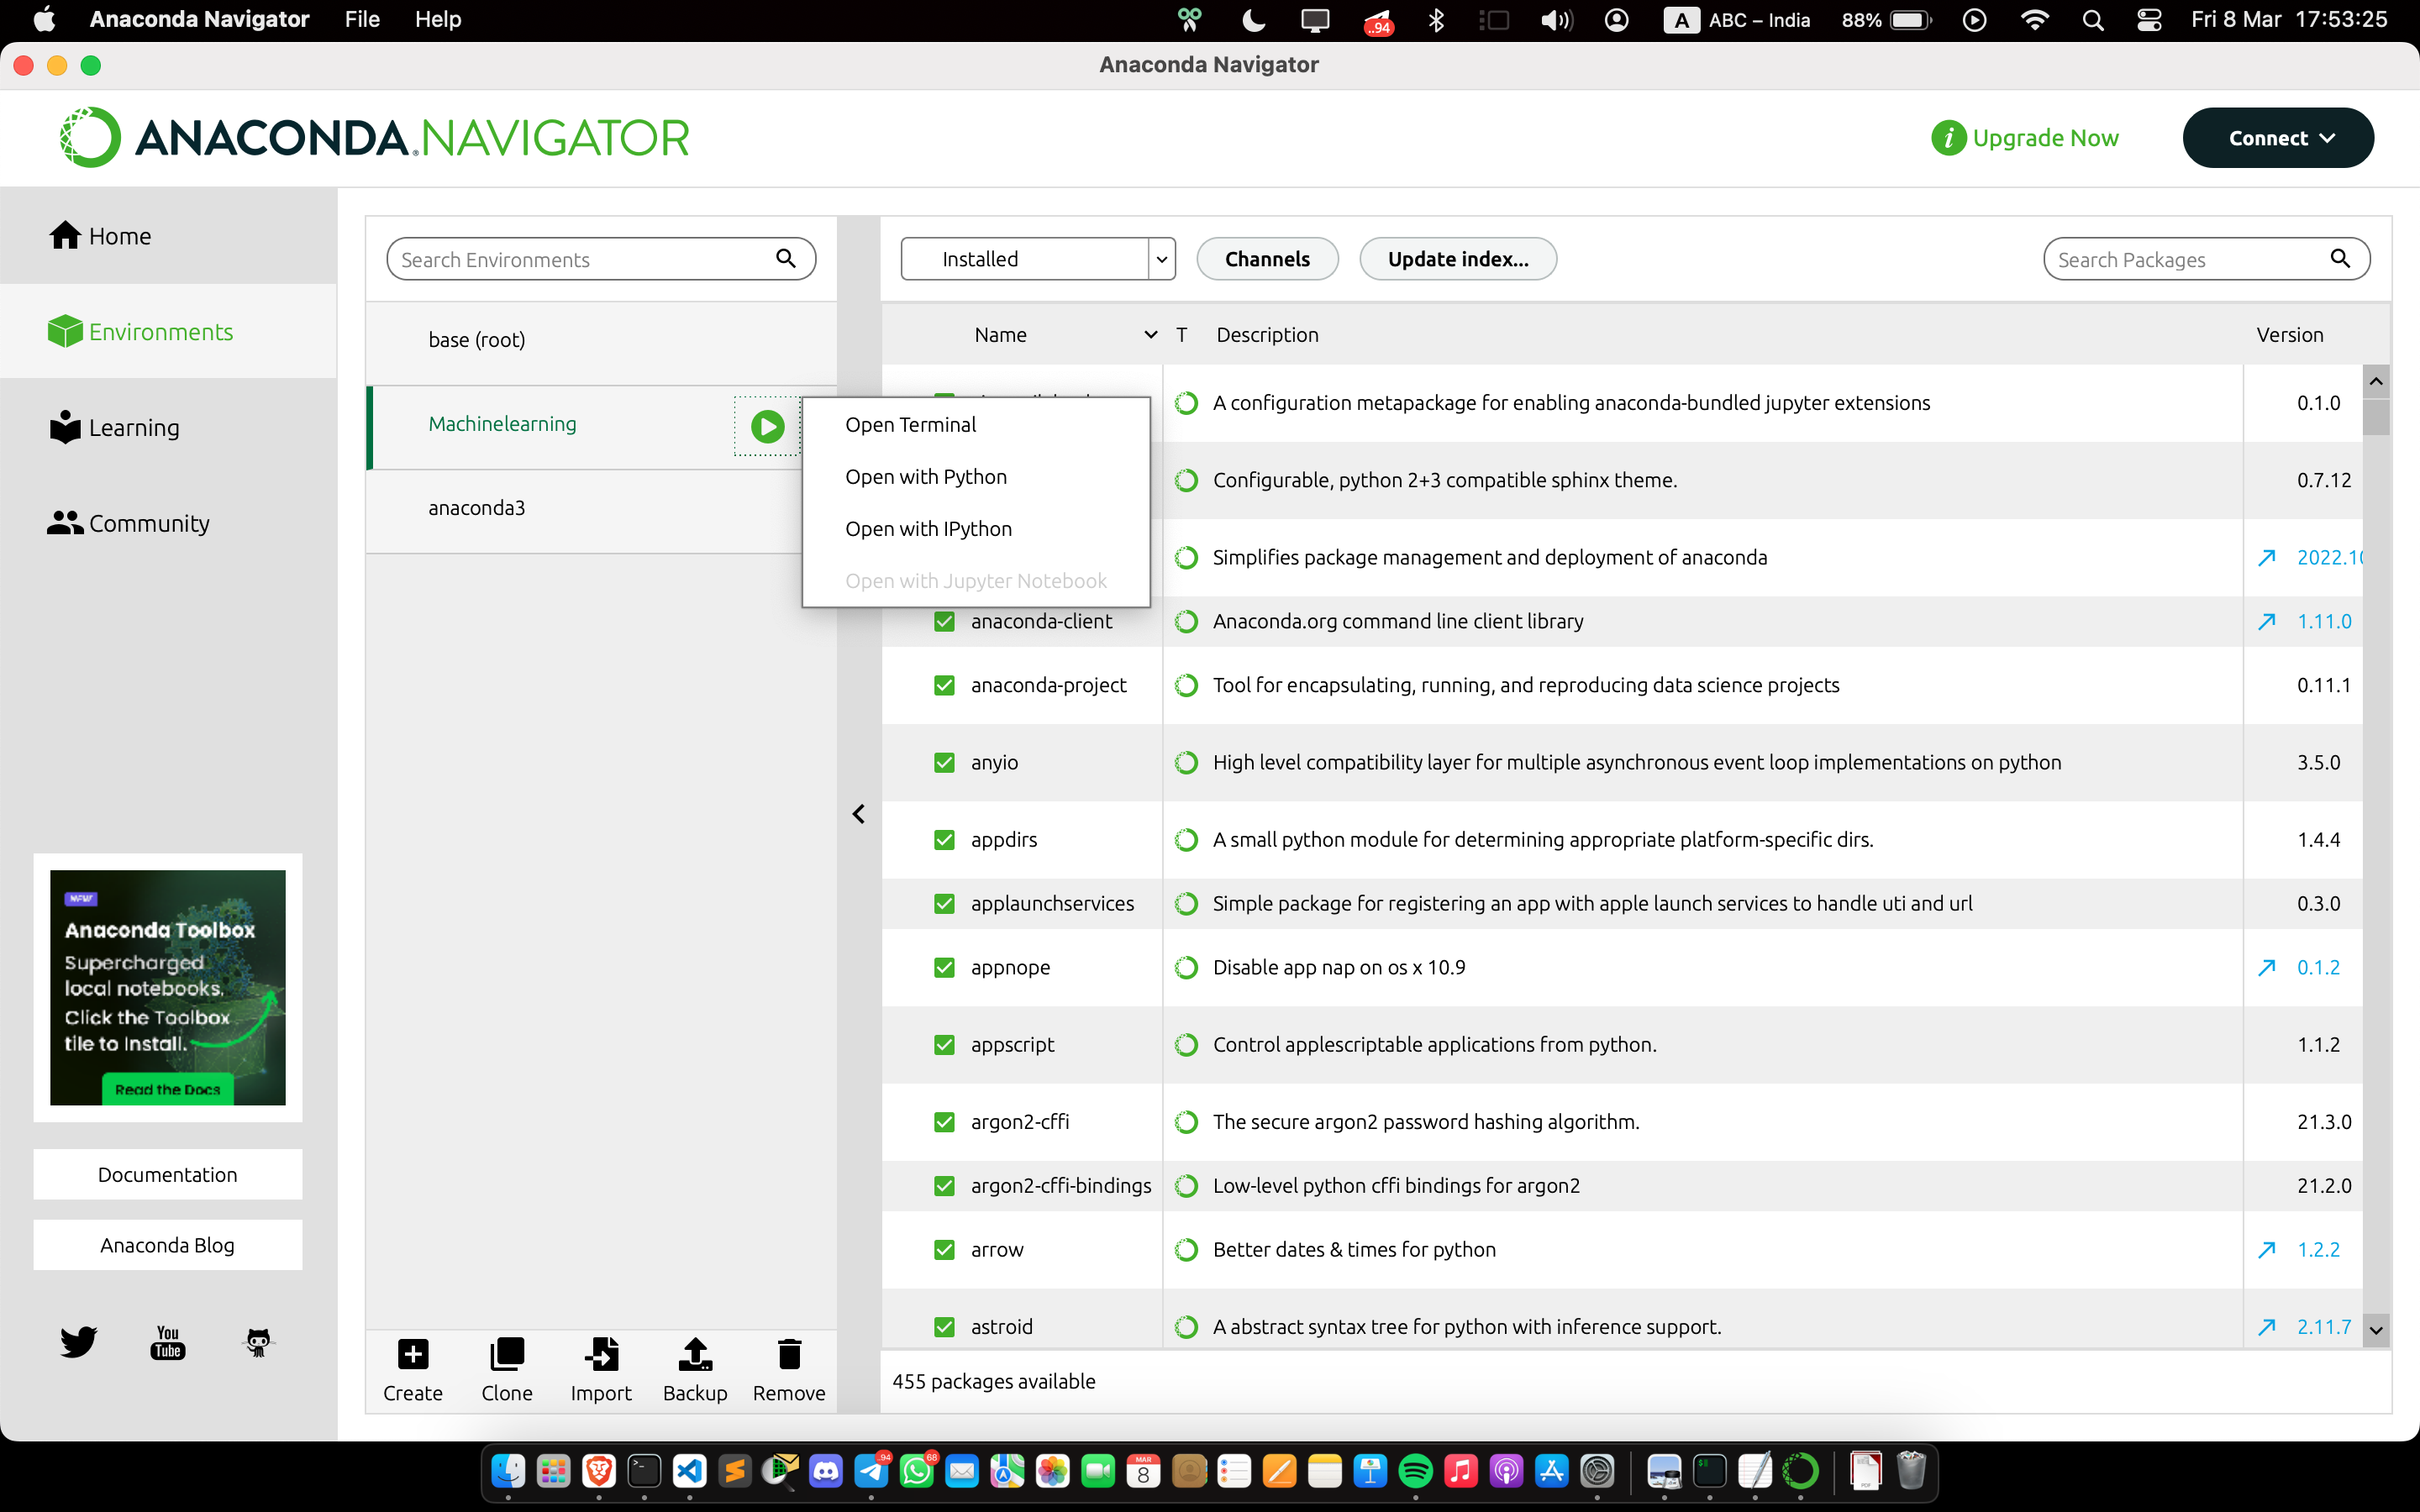 Anaconda Navigator File Help ..94 A ABC – India 88% Fri 8 Mar 17:53:25
Anaconda Navigator
ANACONDA.NAVIGATOR
i Upgrade Now
Connect
Home
Environments
Learning
Community
NEW
Anaconda Toolbox
Supercharged
local notebooks.
Click the Toolbox
tile to Install.
Read the Docs
Documentation
Anaconda Blog
You
Tube
Search Environments
base (root)
Machinelearning
anaconda3
Open Terminal
Open with Python
Open with IPython
Open with Jupyter Notebook
Create Clone Import Backup Remove
Installed Channels Update index... Search Packages
Name T Description Version
A configuration metapackage for enabling anaconda-bundled jupyter extensions 0.1.0
Configurable, python 2+3 compatible sphinx theme. 0.7.12
Simplifies package management and deployment of anaconda 2022.10
anaconda-client Anaconda.org command line client library 1.11.0
anaconda-project Tool for encapsulating, running, and reproducing data science projects 0.11.1
anyio High level compatibility layer for multiple asynchronous event loop implementations on python 3.5.0
appdirs A small python module for determining appropriate platform-specific dirs. 1.4.4
applaunchservices Simple package for registering an app with apple launch services to handle uti and url 0.3.0
appnope Disable app nap on os x 10.9 0.1.2
appscript Control applescriptable applications from python. 1.1.2
argon2-cffi The secure argon2 password hashing algorithm. 21.3.0
argon2-cffi-bindings Low-level python cffi bindings for argon2 21.2.0
arrow Better dates & times for python 1.2.2
astroid A abstract syntax tree for python with inference support. 2.11.7
455 packages available
94 68 MAR 8 PDF